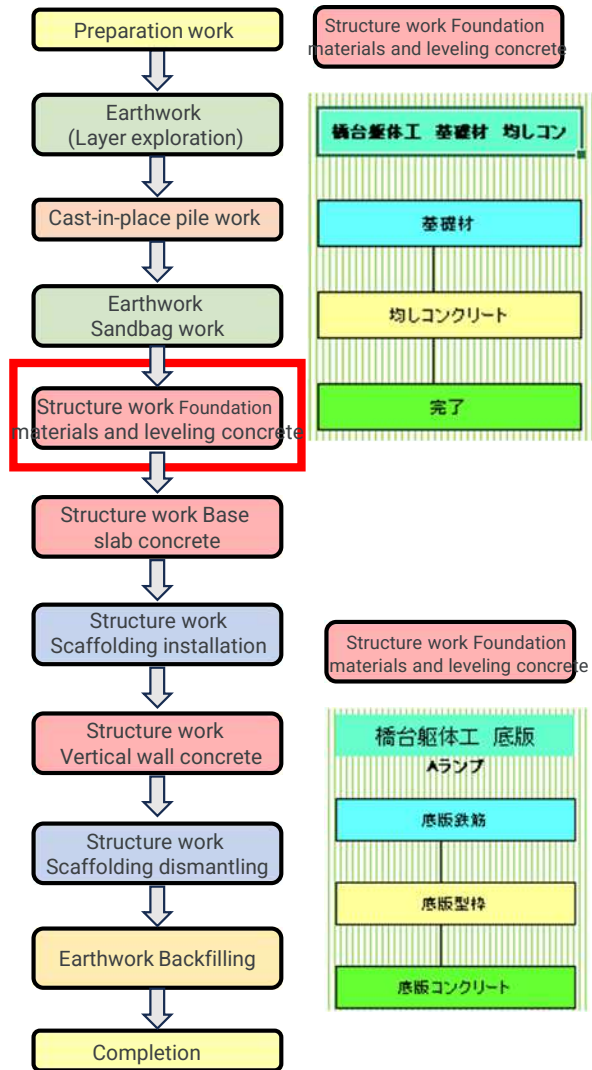 Preparation work
Earthwork
(Layer exploration)
Cast-in-place pile work
Earthwork
Sandbag work
Structure work Foundation
materials and leveling concrete
Structure work Base
slab concrete
Structure work
Scaffolding installation
Structure work
Vertical wall concrete
Structure work
Scaffolding dismantling
Earthwork Backfilling
Completion
Structure work Foundation
materials and leveling concrete
橋台躯体工 基礎材 均しコン
基礎材
均しコンクリート
完了
Structure work Foundation
materials and leveling concrete
橋台躯体工 底版
Aランプ
底版鉄筋
底版型枠
底版コンクリート